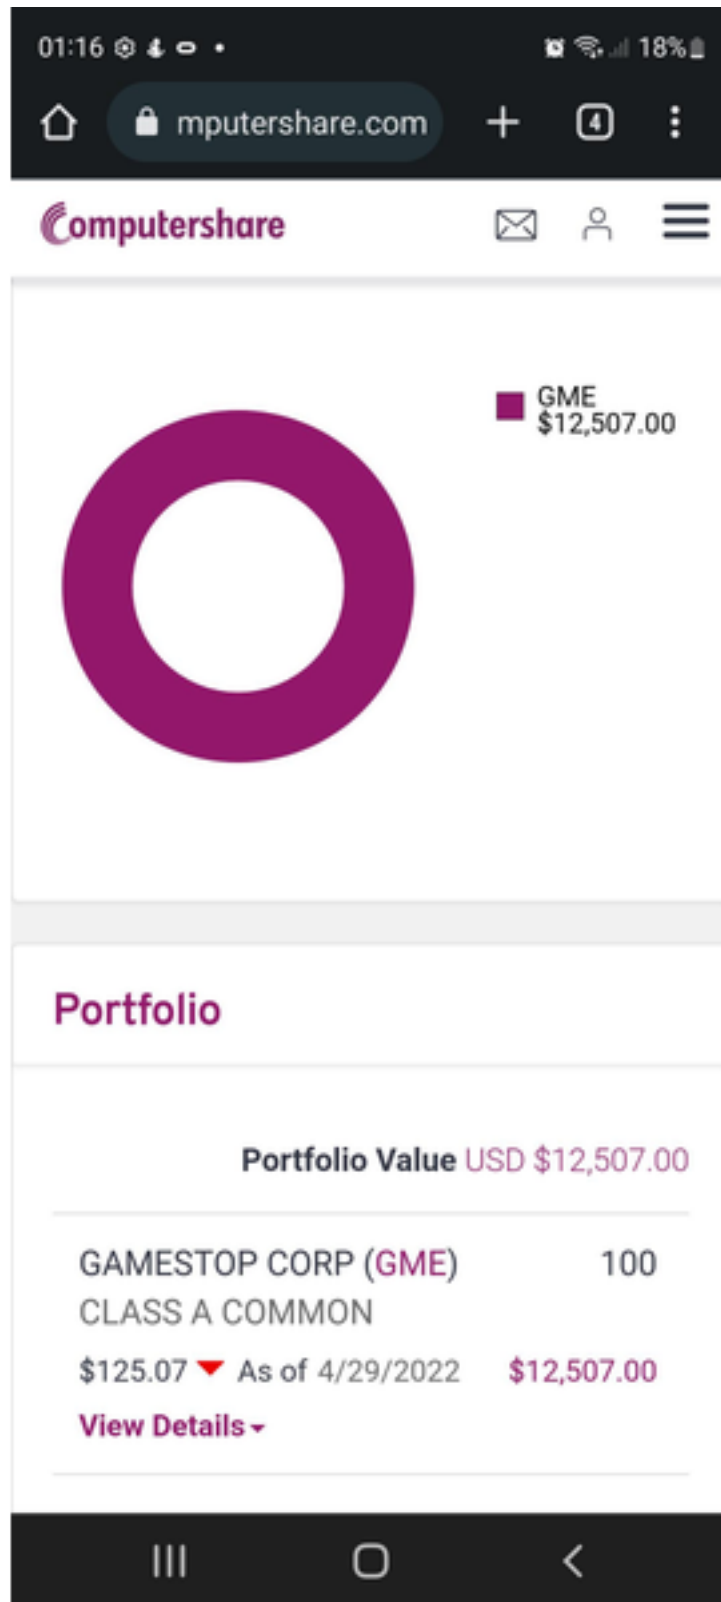 01:16
18%
mputershare.com
4
Computershare
GME
$12,507.00
Portfolio
Portfolio Value USD $12,507.00
GAMESTOP CORP (GME) 100
CLASS A COMMON
$125.07 As of 4/29/2022 $12,507.00
View Details